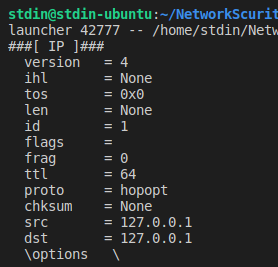 stdin@stdin-ubuntu:~/NetworkScurit
launcher 42777 -- /home/stdin/Netw
###[ IP ]###
  version   = 4
  ihl       = None
  tos       = 0x0
  len       = None
  id        = 1
  flags     =
  frag      = 0
  ttl       = 64
  proto     = hopopt
  chksum    = None
  src       = 127.0.0.1
  dst       = 127.0.0.1
  \options   \